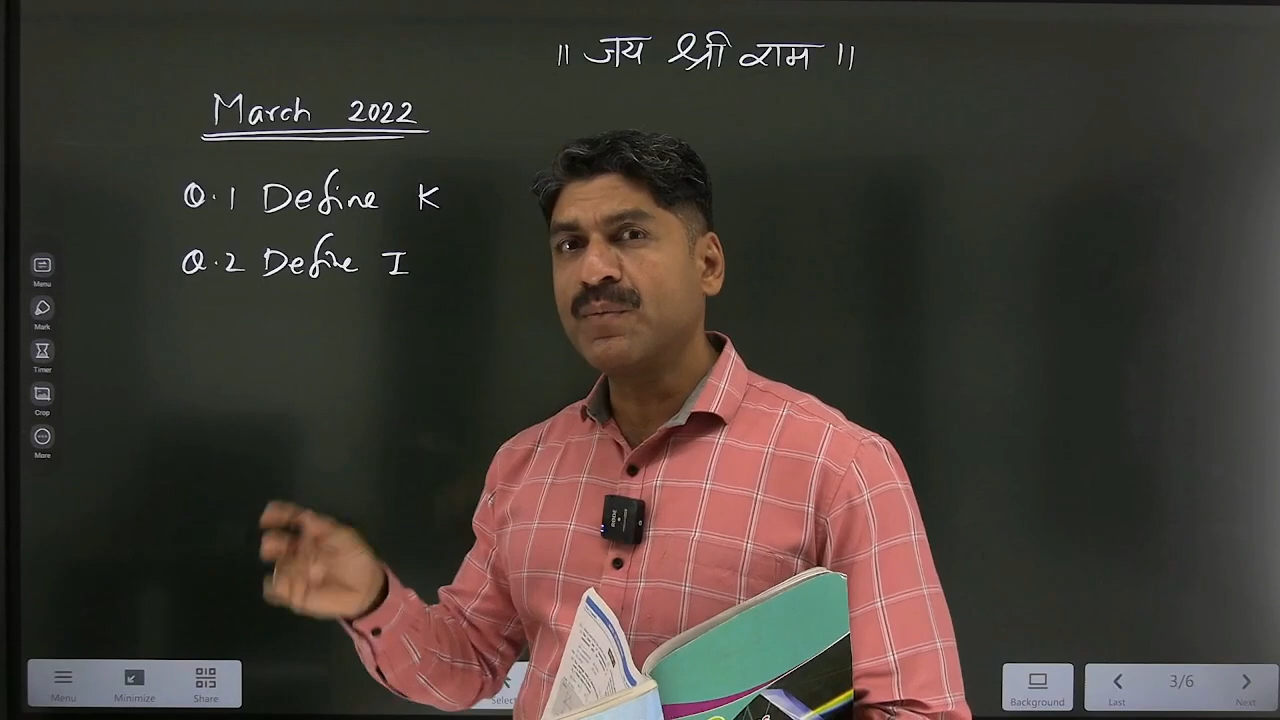 ॥ जय श्री राम ॥
March 2022
Q.1 Define K
Q.2 Define I
Menu
Mark
Timer
Crop
More
Menu
Minimize
Share
Select
Background
Last
3/6
Next